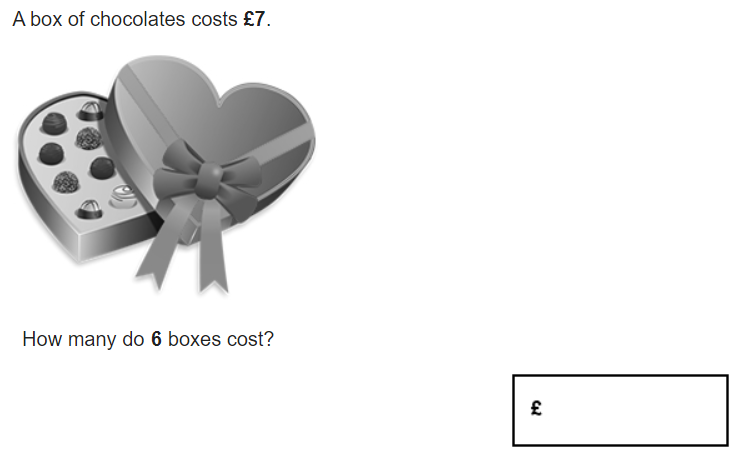 A box of chocolates costs £7.
How many do 6 boxes cost?
£